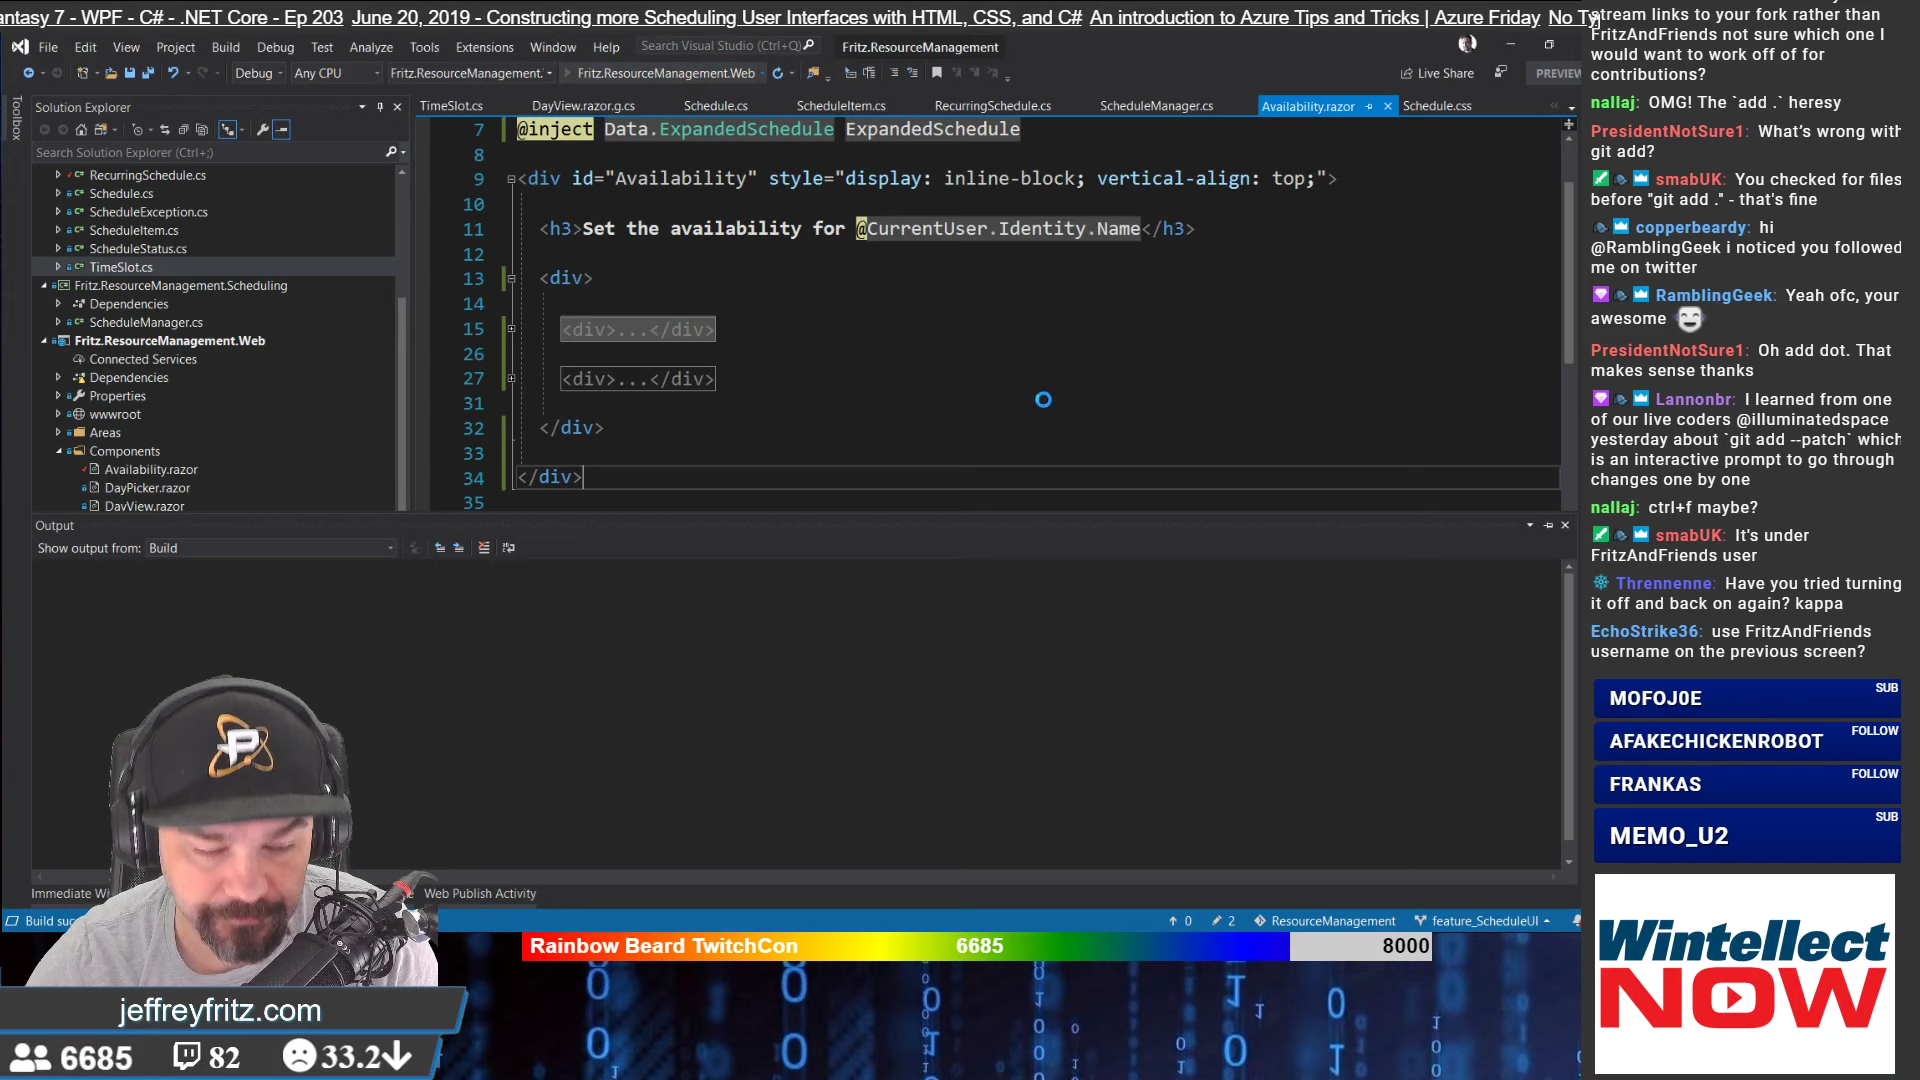 antasy 7 - WPF - C# - .NET Core - Ep 203   June 20, 2019 - Constructing more Scheduling User Interfaces with HTML, CSS, and C#   An introduction to Azure Tips and Tricks | Azure Friday   No Ty
File Edit View Project Build Debug Test Analyze Tools Extensions Window Help Search Visual Studio (Ctrl+Q) Fritz.ResourceManagement
Debug Any CPU Fritz.ResourceManagement. Fritz.ResourceManagement.Web Live Share PREVIEW
Toolbox
Solution Explorer
Search Solution Explorer (Ctrl+;)
RecurringSchedule.cs
Schedule.cs
ScheduleException.cs
ScheduleItem.cs
ScheduleStatus.cs
TimeSlot.cs
Fritz.ResourceManagement.Scheduling
Dependencies
ScheduleManager.cs
Fritz.ResourceManagement.Web
Connected Services
Dependencies
Properties
wwwroot
Areas
Components
Availability.razor
DayPicker.razor
DayView.razor
TimeSlot.cs DayView.razor.g.cs Schedule.cs ScheduleItem.cs RecurringSchedule.cs ScheduleManager.cs Availability.razor Schedule.css
7 @inject Data.ExpandedSchedule ExpandedSchedule
8
9 <div id="Availability" style="display: inline-block; vertical-align: top;">
10
11 <h3>Set the availability for @CurrentUser.Identity.Name</h3>
12
13 <div>
14
15 <div>...</div>
26
27 <div>...</div>
31
32 </div>
33
34 </div>
35
Output
Show output from: Build
Immediate Wi
Web Publish Activity
Build suc
0 2 ResourceManagement feature_ScheduleUI
stream links to your fork rather than
FritzAndFriends not sure which one I
would want to work off of for
contributions?
nallaj: OMG! The `add .` heresy
PresidentNotSure1: What's wrong with
git add?
smabUK: You checked for files
before "git add ." - that's fine
copperbeardy: hi
@RamblingGeek i noticed you followed
me on twitter
RamblingGeek: Yeah ofc, your
awesome
PresidentNotSure1: Oh add dot. That
makes sense thanks
Lannonbr: I learned from one
of our live coders @illuminatedspace
yesterday about `git add --patch` which
is an interactive prompt to go through
changes one by one
nallaj: ctrl+f maybe?
smabUK: It's under
FritzAndFriends user
Thrennenne: Have you tried turning
it off and back on again? kappa
EchoStrike36: use FritzAndFriends
username on the previous screen?
MOFOJ0E SUB
AFAKECHICKENROBOT FOLLOW
FRANKAS FOLLOW
MEMO_U2 SUB
Wintellect
NOW
Rainbow Beard TwitchCon 6685 8000
jeffreyfritz.com
6685 82 33.2